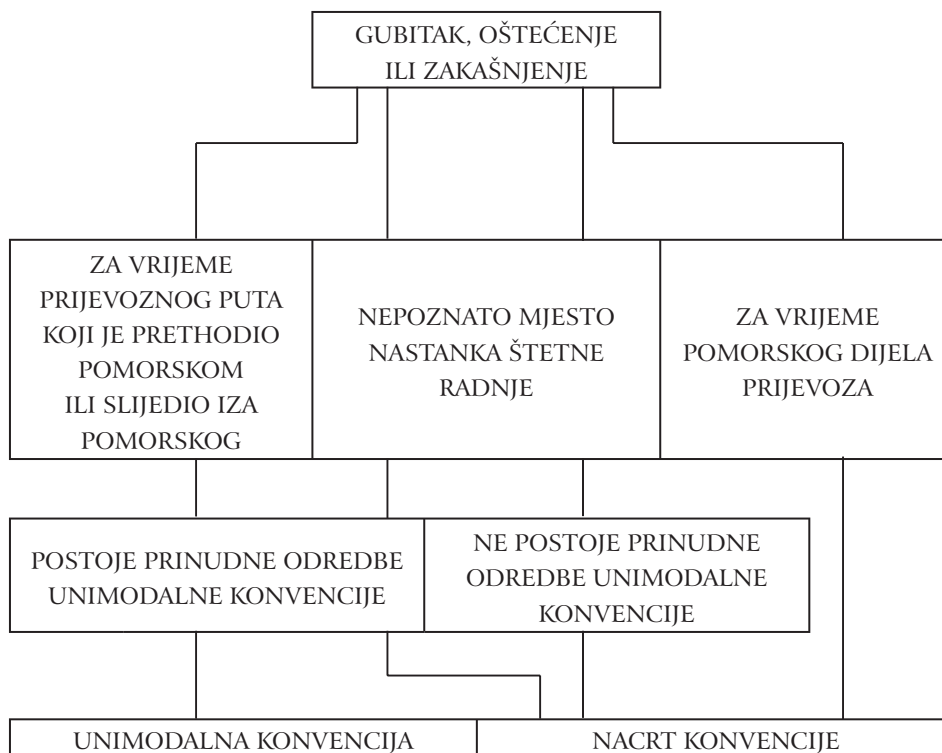 GUBITAK, OŠTEĆENJE
ILI ZAKAŠNJENJE
ZA VRIJEME
PRIJEVOZNOG PUTA
KOJI JE PRETHODIO
POMORSKOM
ILI SLIJEDIO IZA
POMORSKOG
NEPOZNATO MJESTO
NASTANKA ŠTETNE
RADNJE
ZA VRIJEME
POMORSKOG DIJELA
PRIJEVOZA
POSTOJE PRINUDNE ODREDBE
UNIMODALNE KONVENCIJE
NE POSTOJE PRINUDNE
ODREDBE UNIMODALNE
KONVENCIJE
UNIMODALNA KONVENCIJA
NACRT KONVENCIJE